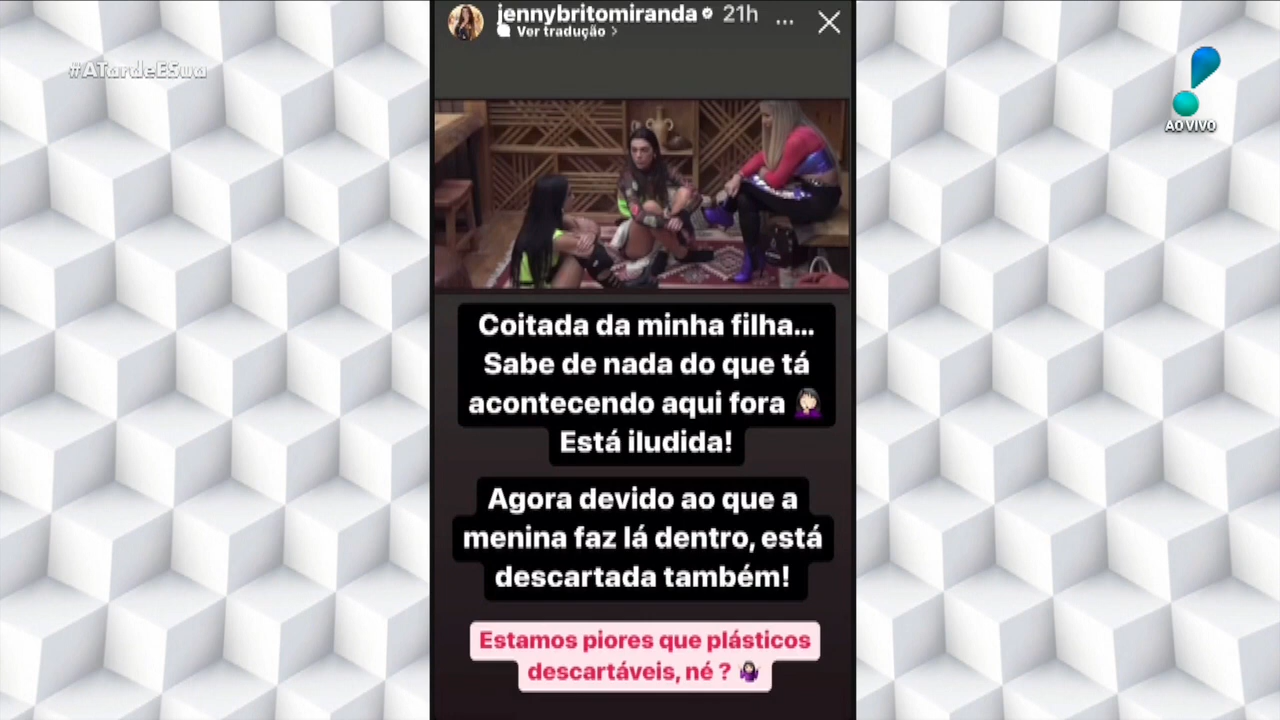 jennybritomiranda 21h ...
Ver tradução >
#ATardeESua
AO VIVO
Coitada da minha filha...
Sabe de nada do que tá
acontecendo aqui fora 🤦🏻‍♀️
Está iludida!
Agora devido ao que a
menina faz lá dentro, está
descartada também!
Estamos piores que plásticos
descartáveis, né ? 🤷🏻‍♀️